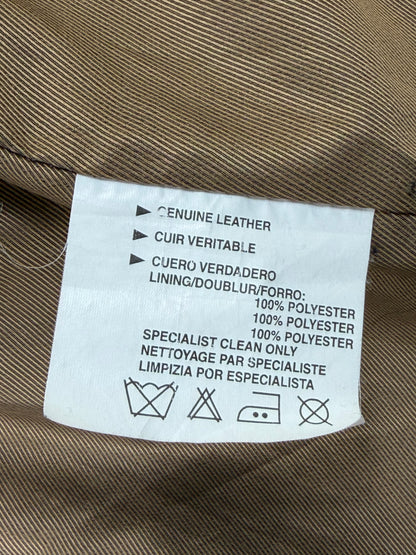 ► GENUINE LEATHER
► CUIR VERITABLE
► CUERO VERDADERO
LINING/DOUBLUR/FORRO:
100% POLYESTER
100% POLYESTER
100% POLYESTER
SPECIALIST CLEAN ONLY
NETTOYAGE PAR SPECIALISTE
LIMPIZIA POR ESPECIALISTA